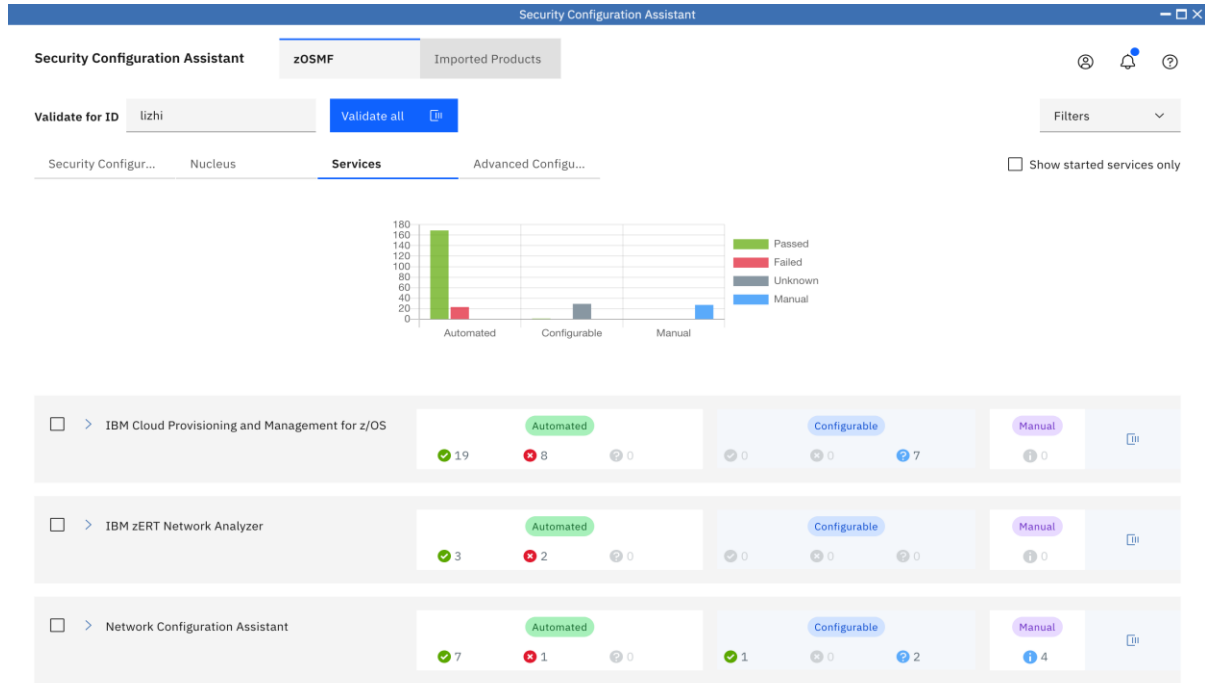 Security Configuration Assistant
Security Configuration Assistant zOSMF Imported Products
Validate for ID lizhi Validate all Filters
Security Configur... Nucleus Services Advanced Configu... Show started services only
180
160
140
120
100
80
60
40
20
0
Automated Configurable Manual
Passed
Failed
Unknown
Manual
IBM Cloud Provisioning and Management for z/OS Automated Configurable Manual
19 8 0 0 0 7 0
IBM zERT Network Analyzer Automated Configurable Manual
3 2 0 0 0 0 0
Network Configuration Assistant Automated Configurable Manual
7 1 0 1 0 2 4